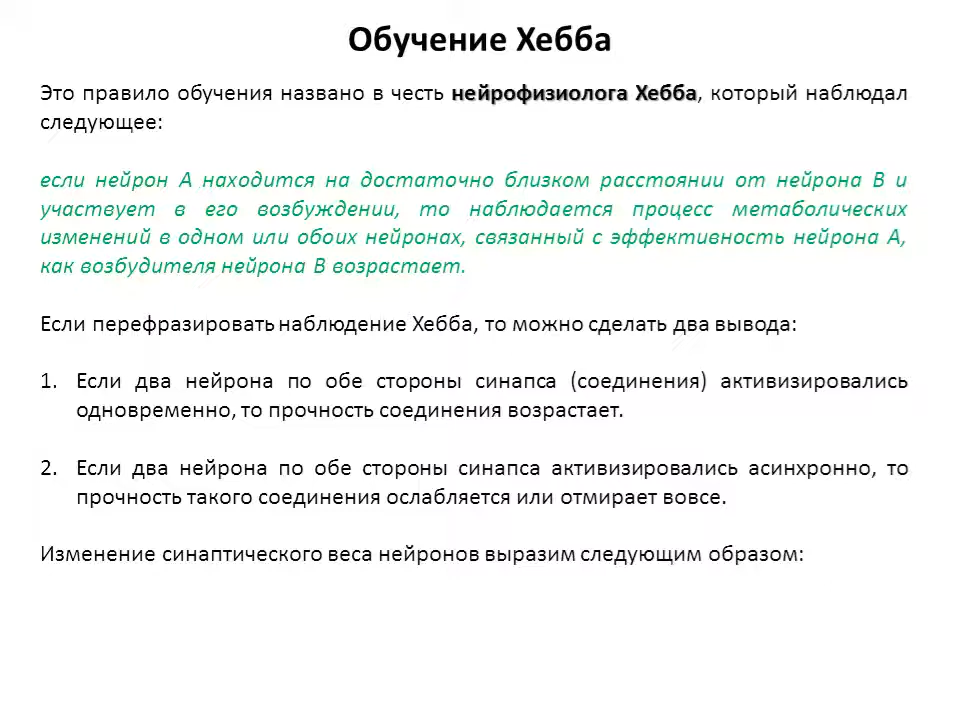 Обучение Хебба
Это правило обучения названо в честь нейрофизиолога Хебба, который наблюдал
следующее:
если нейрон А находится на достаточно близком расстоянии от нейрона В и
участвует в его возбуждении, то наблюдается процесс метаболических
изменений в одном или обоих нейронах, связанный с эффективность нейрона А,
как возбудителя нейрона В возрастает.
Если перефразировать наблюдение Хебба, то можно сделать два вывода:
1. Если два нейрона по обе стороны синапса (соединения) активизировались
одновременно, то прочность соединения возрастает.
2. Если два нейрона по обе стороны синапса активизировались асинхронно, то
прочность такого соединения ослабляется или отмирает вовсе.
Изменение синаптического веса нейронов выразим следующим образом: